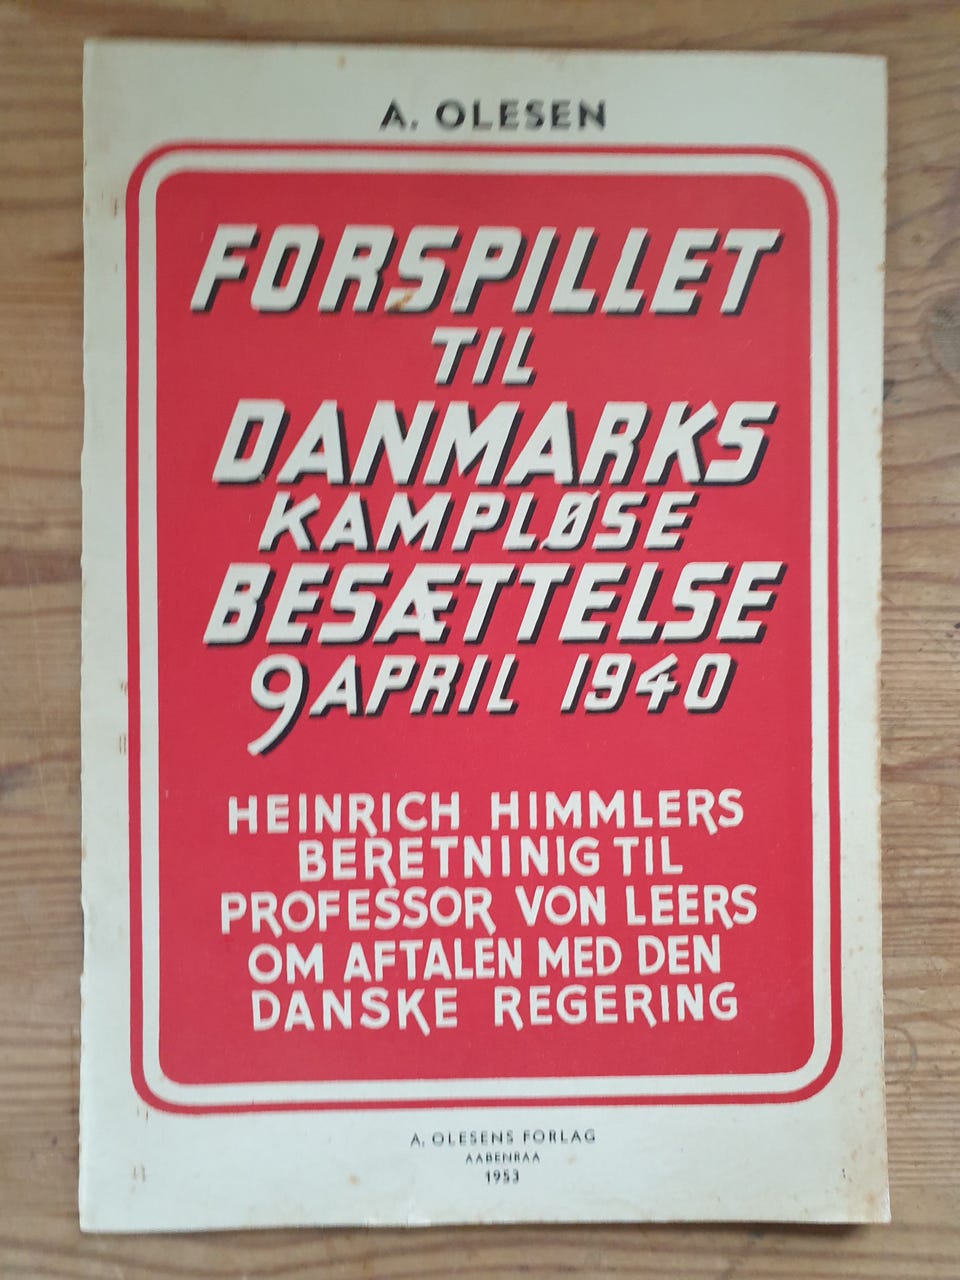 A. OLESEN
FORSPILLET
TIL
DANMARKS
KAMPLØSE
BESÆTTELSE
9 APRIL 1940
HEINRICH HIMMLERS
BERETNINIG TIL
PROFESSOR VON LEERS
OM AFTALEN MED DEN
DANSKE REGERING
A. OLESENS FORLAG
AABENRAA
1953